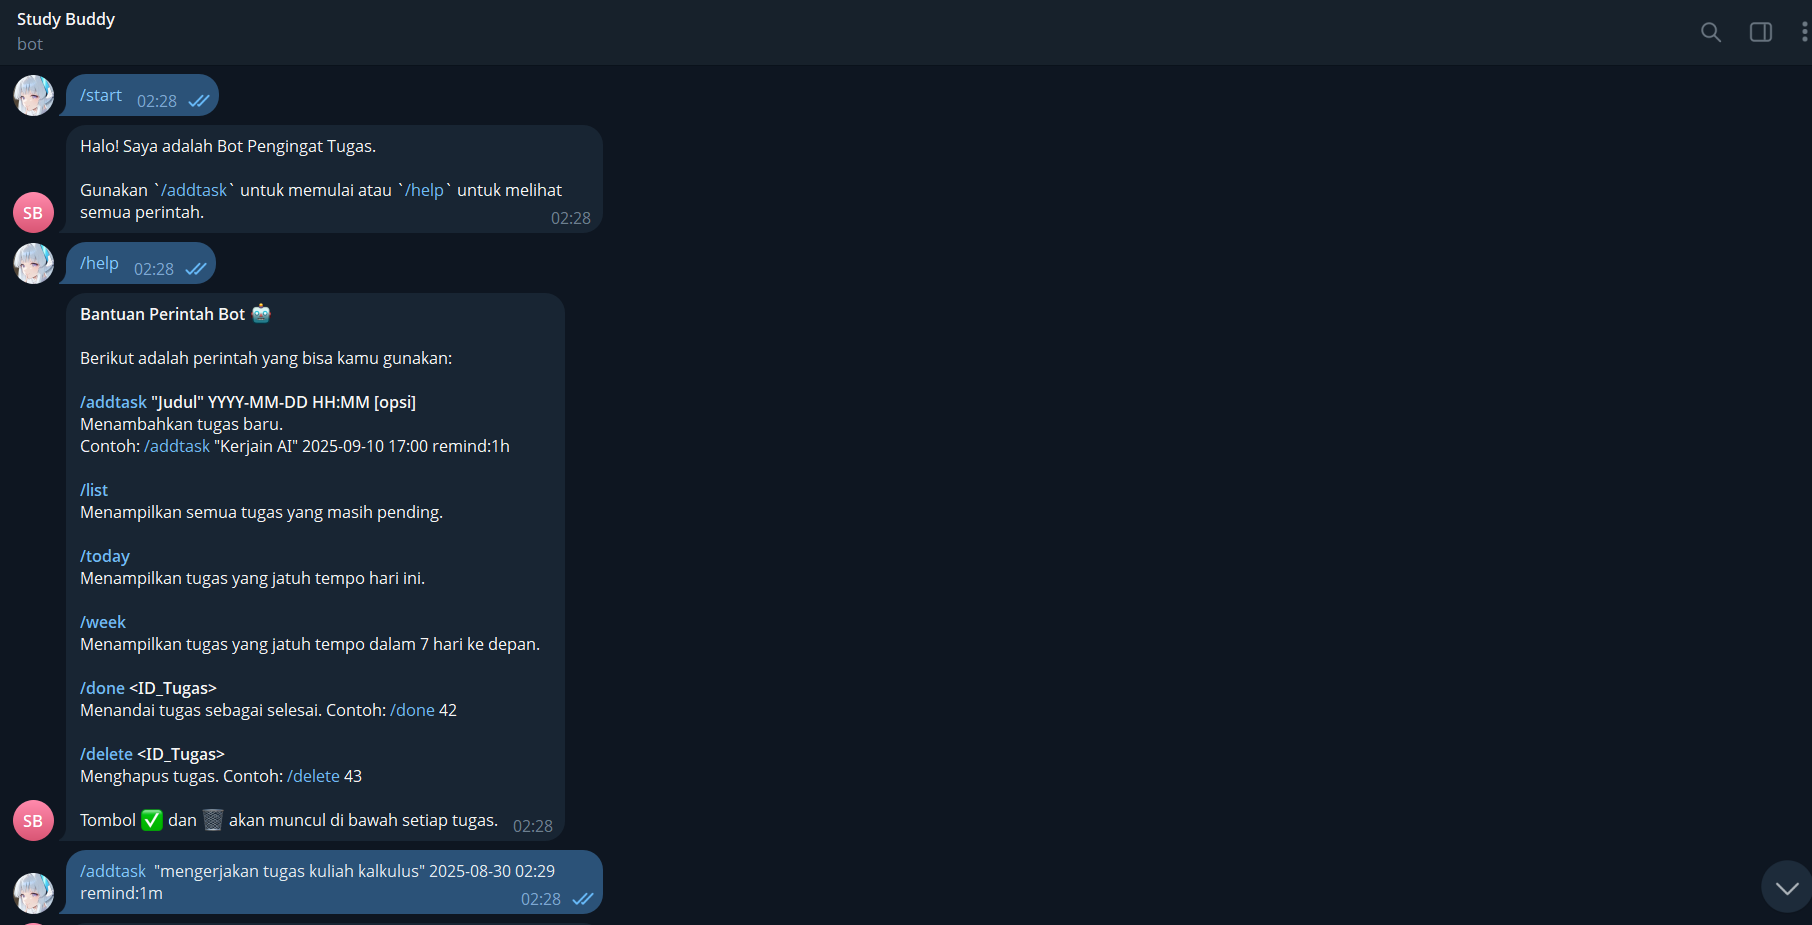 Study Buddy
bot
/start 02:28
Halo! Saya adalah Bot Pengingat Tugas.
Gunakan `/addtask` untuk memulai atau `/help` untuk melihat
semua perintah. 02:28
SB
/help 02:28
Bantuan Perintah Bot 🤖
Berikut adalah perintah yang bisa kamu gunakan:
/addtask "Judul" YYYY-MM-DD HH:MM [opsi]
Menambahkan tugas baru.
Contoh: /addtask "Kerjain AI" 2025-09-10 17:00 remind:1h
/list
Menampilkan semua tugas yang masih pending.
/today
Menampilkan tugas yang jatuh tempo hari ini.
/week
Menampilkan tugas yang jatuh tempo dalam 7 hari ke depan.
/done <ID_Tugas>
Menandai tugas sebagai selesai. Contoh: /done 42
/delete <ID_Tugas>
Menghapus tugas. Contoh: /delete 43
Tombol ✅ dan 🗑️ akan muncul di bawah setiap tugas. 02:28
SB
/addtask  "mengerjakan tugas kuliah kalkulus" 2025-08-30 02:29
remind:1m 02:28